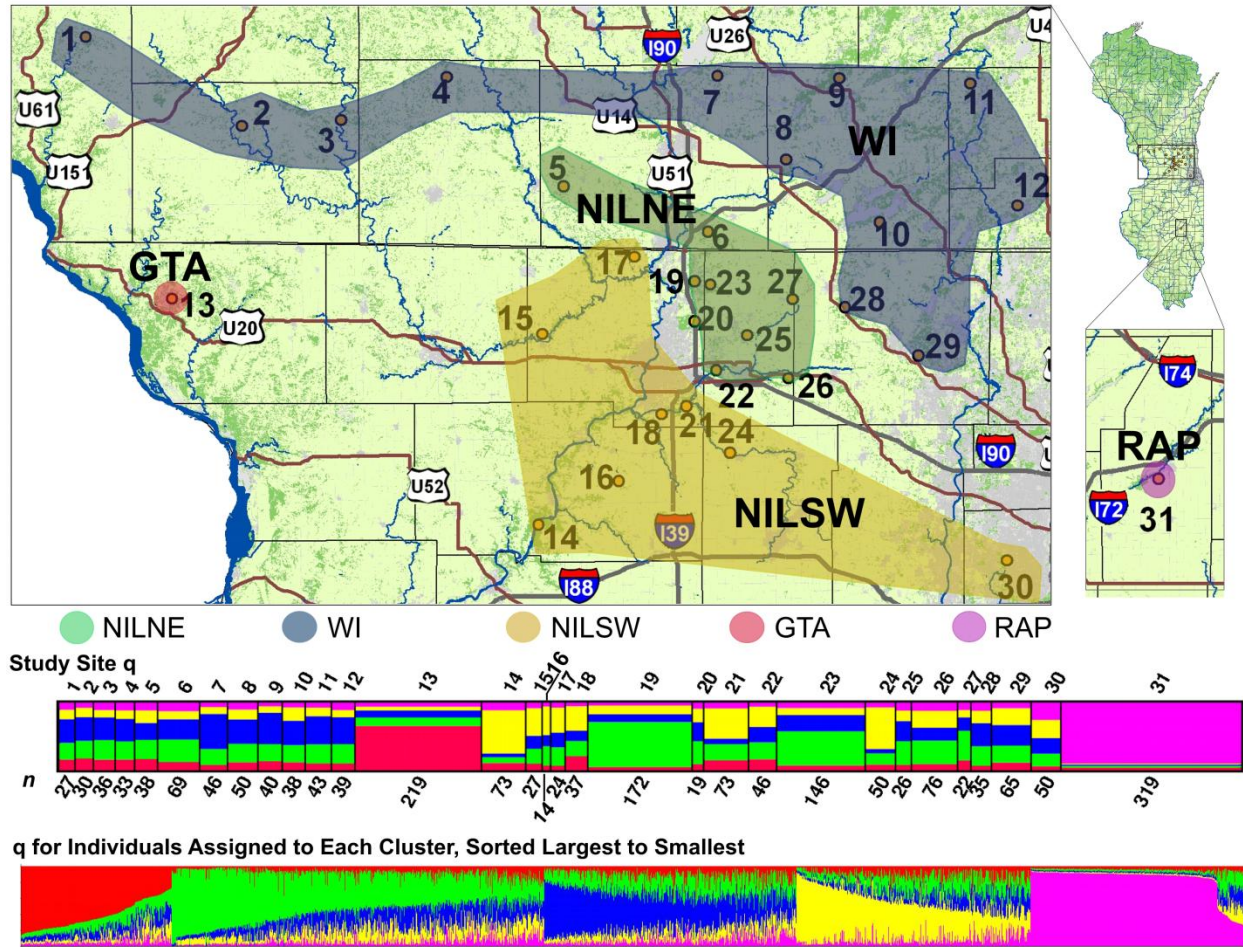 1
I90
U26
U4
4
7
9
11
U61
2
3
U14
8
WI
U151
5
U51
12
NILNE
10
6
GTA
17
19
23
27
13
28
U20
15
20
25
29
22
26
18
21
24
I90
U52
16
NILSW
14
I39
I88
30
I74
RAP
I72
31
NILNE WI NILSW GTA RAP
Study Site q
1 2 3 4 5 6 7 8 9 10 11 12 13 14 15 16 17 18 19 20 21 22 23 24 25 26 27 28 29 30 31
n 27 30 36 33 38 69 46 50 40 38 43 39 219 73 27 14 24 37 172 19 73 46 146 50 26 76 22 35 65 50 319
q for Individuals Assigned to Each Cluster, Sorted Largest to Smallest